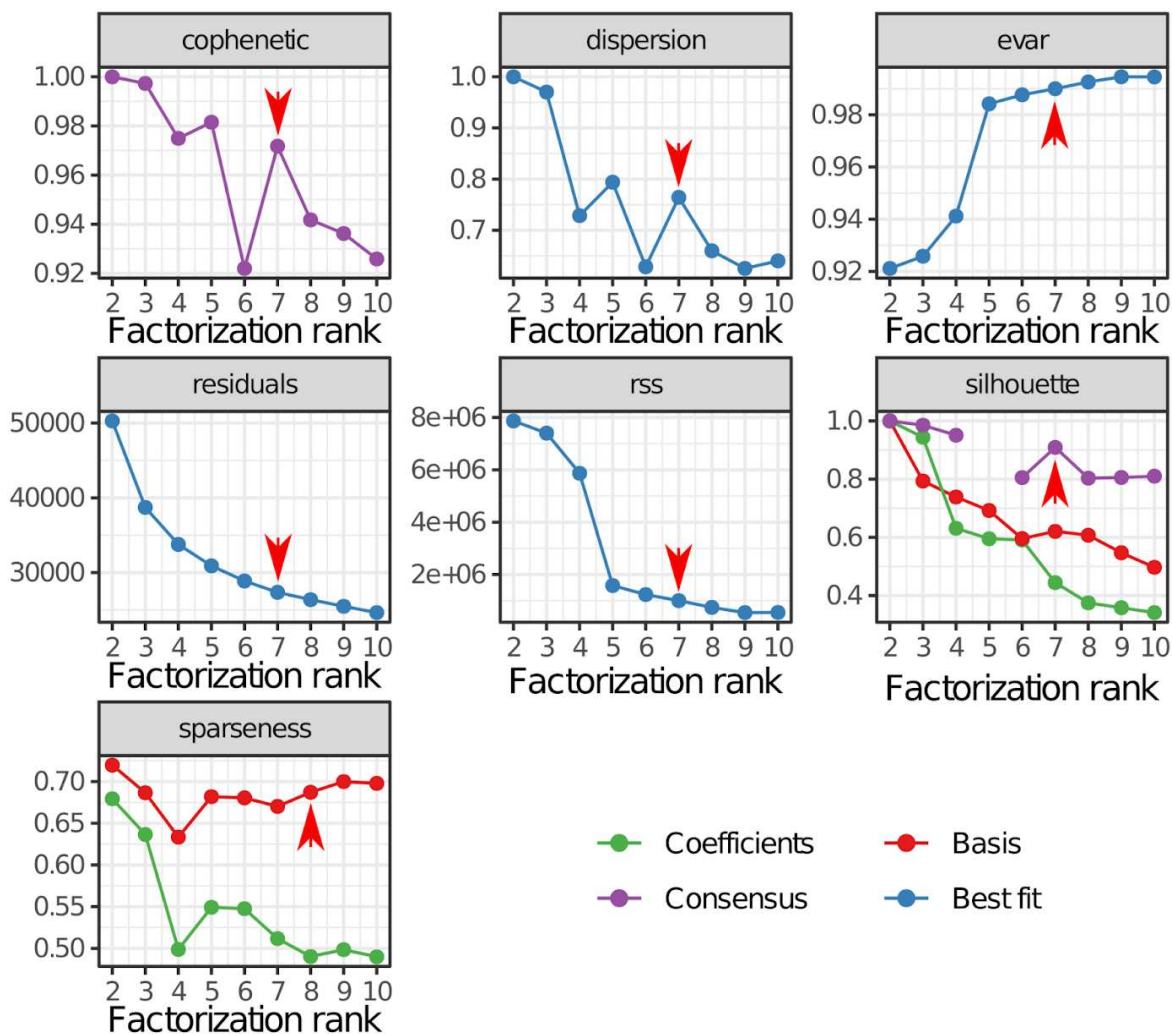 cophenetic
1.00
0.98
0.96
0.94
0.92
2 3 4 5 6 7 8 9 10
Factorization rank
dispersion
1.0
0.9
0.8
0.7
2 3 4 5 6 7 8 9 10
Factorization rank
evar
0.98
0.96
0.94
0.92
2 3 4 5 6 7 8 9 10
Factorization rank
residuals
50000
40000
30000
2 3 4 5 6 7 8 9 10
Factorization rank
rss
8e+06
6e+06
4e+06
2e+06
2 3 4 5 6 7 8 9 10
Factorization rank
silhouette
1.0
0.8
0.6
0.4
2 3 4 5 6 7 8 9 10
Factorization rank
sparseness
0.70
0.65
0.60
0.55
0.50
2 3 4 5 6 7 8 9 10
Factorization rank
Coefficients
Basis
Consensus
Best fit